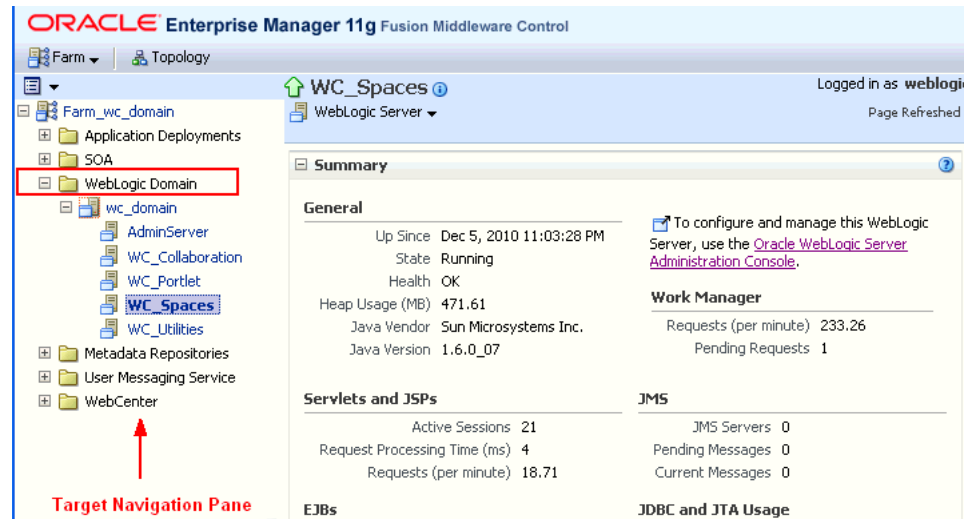 ORACLE Enterprise Manager 11g Fusion Middleware Control
Farm Topology
Farm_wc_domain
Application Deployments
SOA
WebLogic Domain
wc_domain
AdminServer
WC_Collaboration
WC_Portlet
WC_Spaces
WC_Utilities
Metadata Repositories
User Messaging Service
WebCenter
Target Navigation Pane
WC_Spaces
WebLogic Server
Logged in as weblogic
Page Refreshed
Summary
General
Up Since Dec 5, 2010 11:03:28 PM
State Running
Health OK
Heap Usage (MB) 471.61
Java Vendor Sun Microsystems Inc.
Java Version 1.6.0_07
To configure and manage this WebLogic
Server, use the Oracle WebLogic Server
Administration Console.
Work Manager
Requests (per minute) 233.26
Pending Requests 1
Servlets and JSPs
Active Sessions 21
Request Processing Time (ms) 4
Requests (per minute) 18.71
JMS
JMS Servers 0
Pending Messages 0
Current Messages 0
EJBs
JDBC and JTA Usage